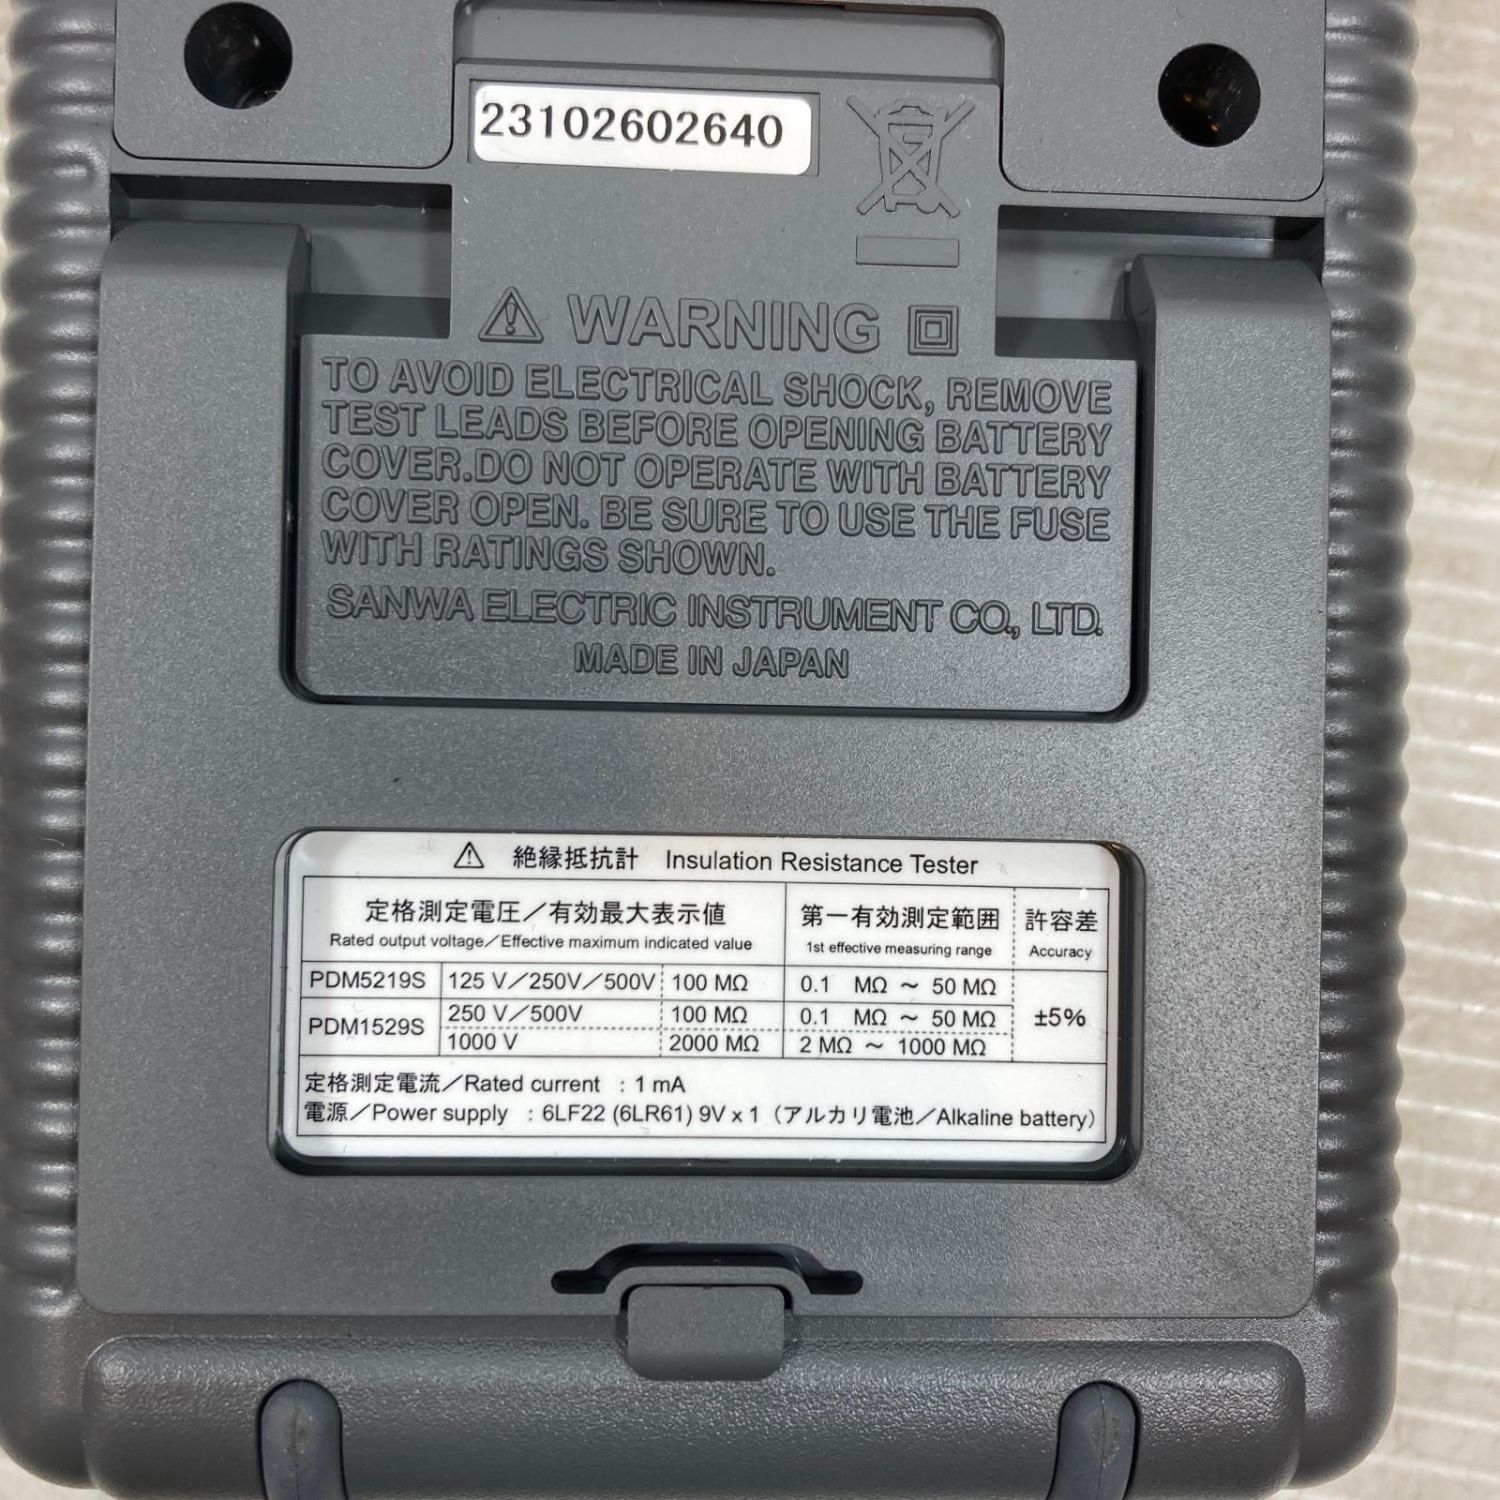 23102602640
WARNING
TO AVOID ELECTRICAL SHOCK, REMOVE
TEST LEADS BEFORE OPENING BATTERY
COVER.DO NOT OPERATE WITH BATTERY
COVER OPEN. BE SURE TO USE THE FUSE
WITH RATINGS SHOWN.
SANWA ELECTRIC INSTRUMENT CO., LTD.
MADE IN JAPAN
絶縁抵抗計 Insulation Resistance Tester
定格測定電圧／有効最大表示値 第一有効測定範囲 許容差
Rated output voltage／Effective maximum indicated value 1st effective measuring range Accuracy
PDM5219S 125 V／250V／500V 100 MΩ 0.1 MΩ ～ 50 MΩ ±5%
PDM1529S 250 V／500V 100 MΩ 0.1 MΩ ～ 50 MΩ
1000 V 2000 MΩ 2 MΩ ～ 1000 MΩ
定格測定電流／Rated current : 1 mA
電源／Power supply : 6LF22 (6LR61) 9V x 1（アルカリ電池／Alkaline battery）